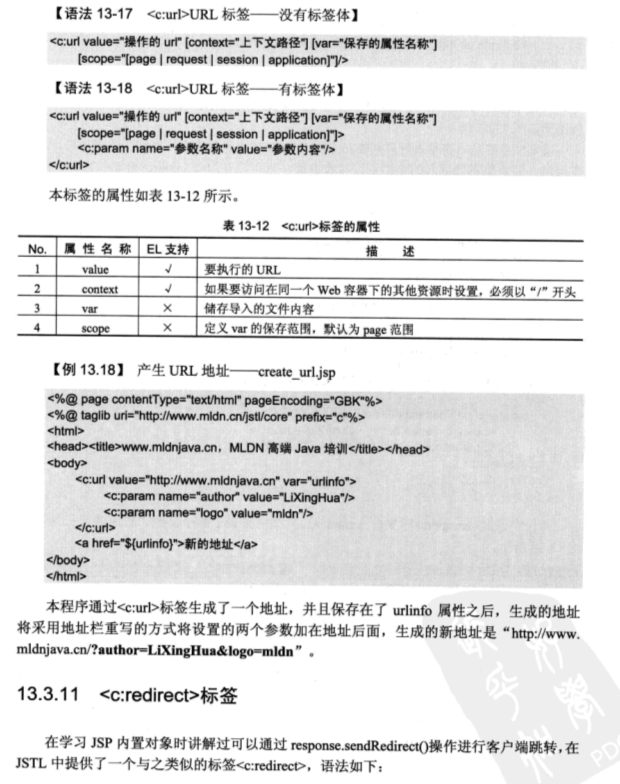 【语法 13-17 <c:url>URL 标签——没有标签体】
<c:url value="操作的 url" [context="上下文路径"] [var="保存的属性名称"]
[scope="[page | request | session | application]"]/>
【语法 13-18 <c:url>URL 标签——有标签体】
<c:url value="操作的 url" [context="上下文路径"] [var="保存的属性名称"]
[scope="[page | request | session | application]"]>
<c:param name="参数名称" value="参数内容"/>
</c:url>
本标签的属性如表 13-12 所示。
表 13-12 <c:url>标签的属性
No. 属 性 名 称 EL 支持 描 述
1 value √ 要执行的 URL
2 context √ 如果要访问在同一个 Web 容器下的其他资源时设置，必须以“/”开头
3 var × 储存导入的文件内容
4 scope × 定义 var 的保存范围，默认为 page 范围
【例 13.18】 产生 URL 地址——create_url.jsp
<%@ page contentType="text/html" pageEncoding="GBK"%>
<%@ taglib uri="http://www.mldn.cn/jstl/core" prefix="c"%>
<html>
<head><title>www.mldnjava.cn，MLDN 高端 Java 培训</title></head>
<body>
<c:url value="http://www.mldnjava.cn" var="urlinfo">
<c:param name="author" value="LiXingHua"/>
<c:param name="logo" value="mldn"/>
</c:url>
<a href="${urlinfo}">新的地址</a>
</body>
</html>
本程序通过<c:url>标签生成了一个地址，并且保存在了 urlinfo 属性之后，生成的地址
将采用地址栏重写的方式将设置的两个参数加在地址后面，生成的新地址是“http://www.
mldnjava.cn/?author=LiXingHua&logo=mldn”。
13.3.11 <c:redirect>标签
在学习 JSP 内置对象时讲解过可以通过 response.sendRedirect()操作进行客户端跳转，在
JSTL 中提供了一个与之类似的标签<c:redirect>，语法如下：